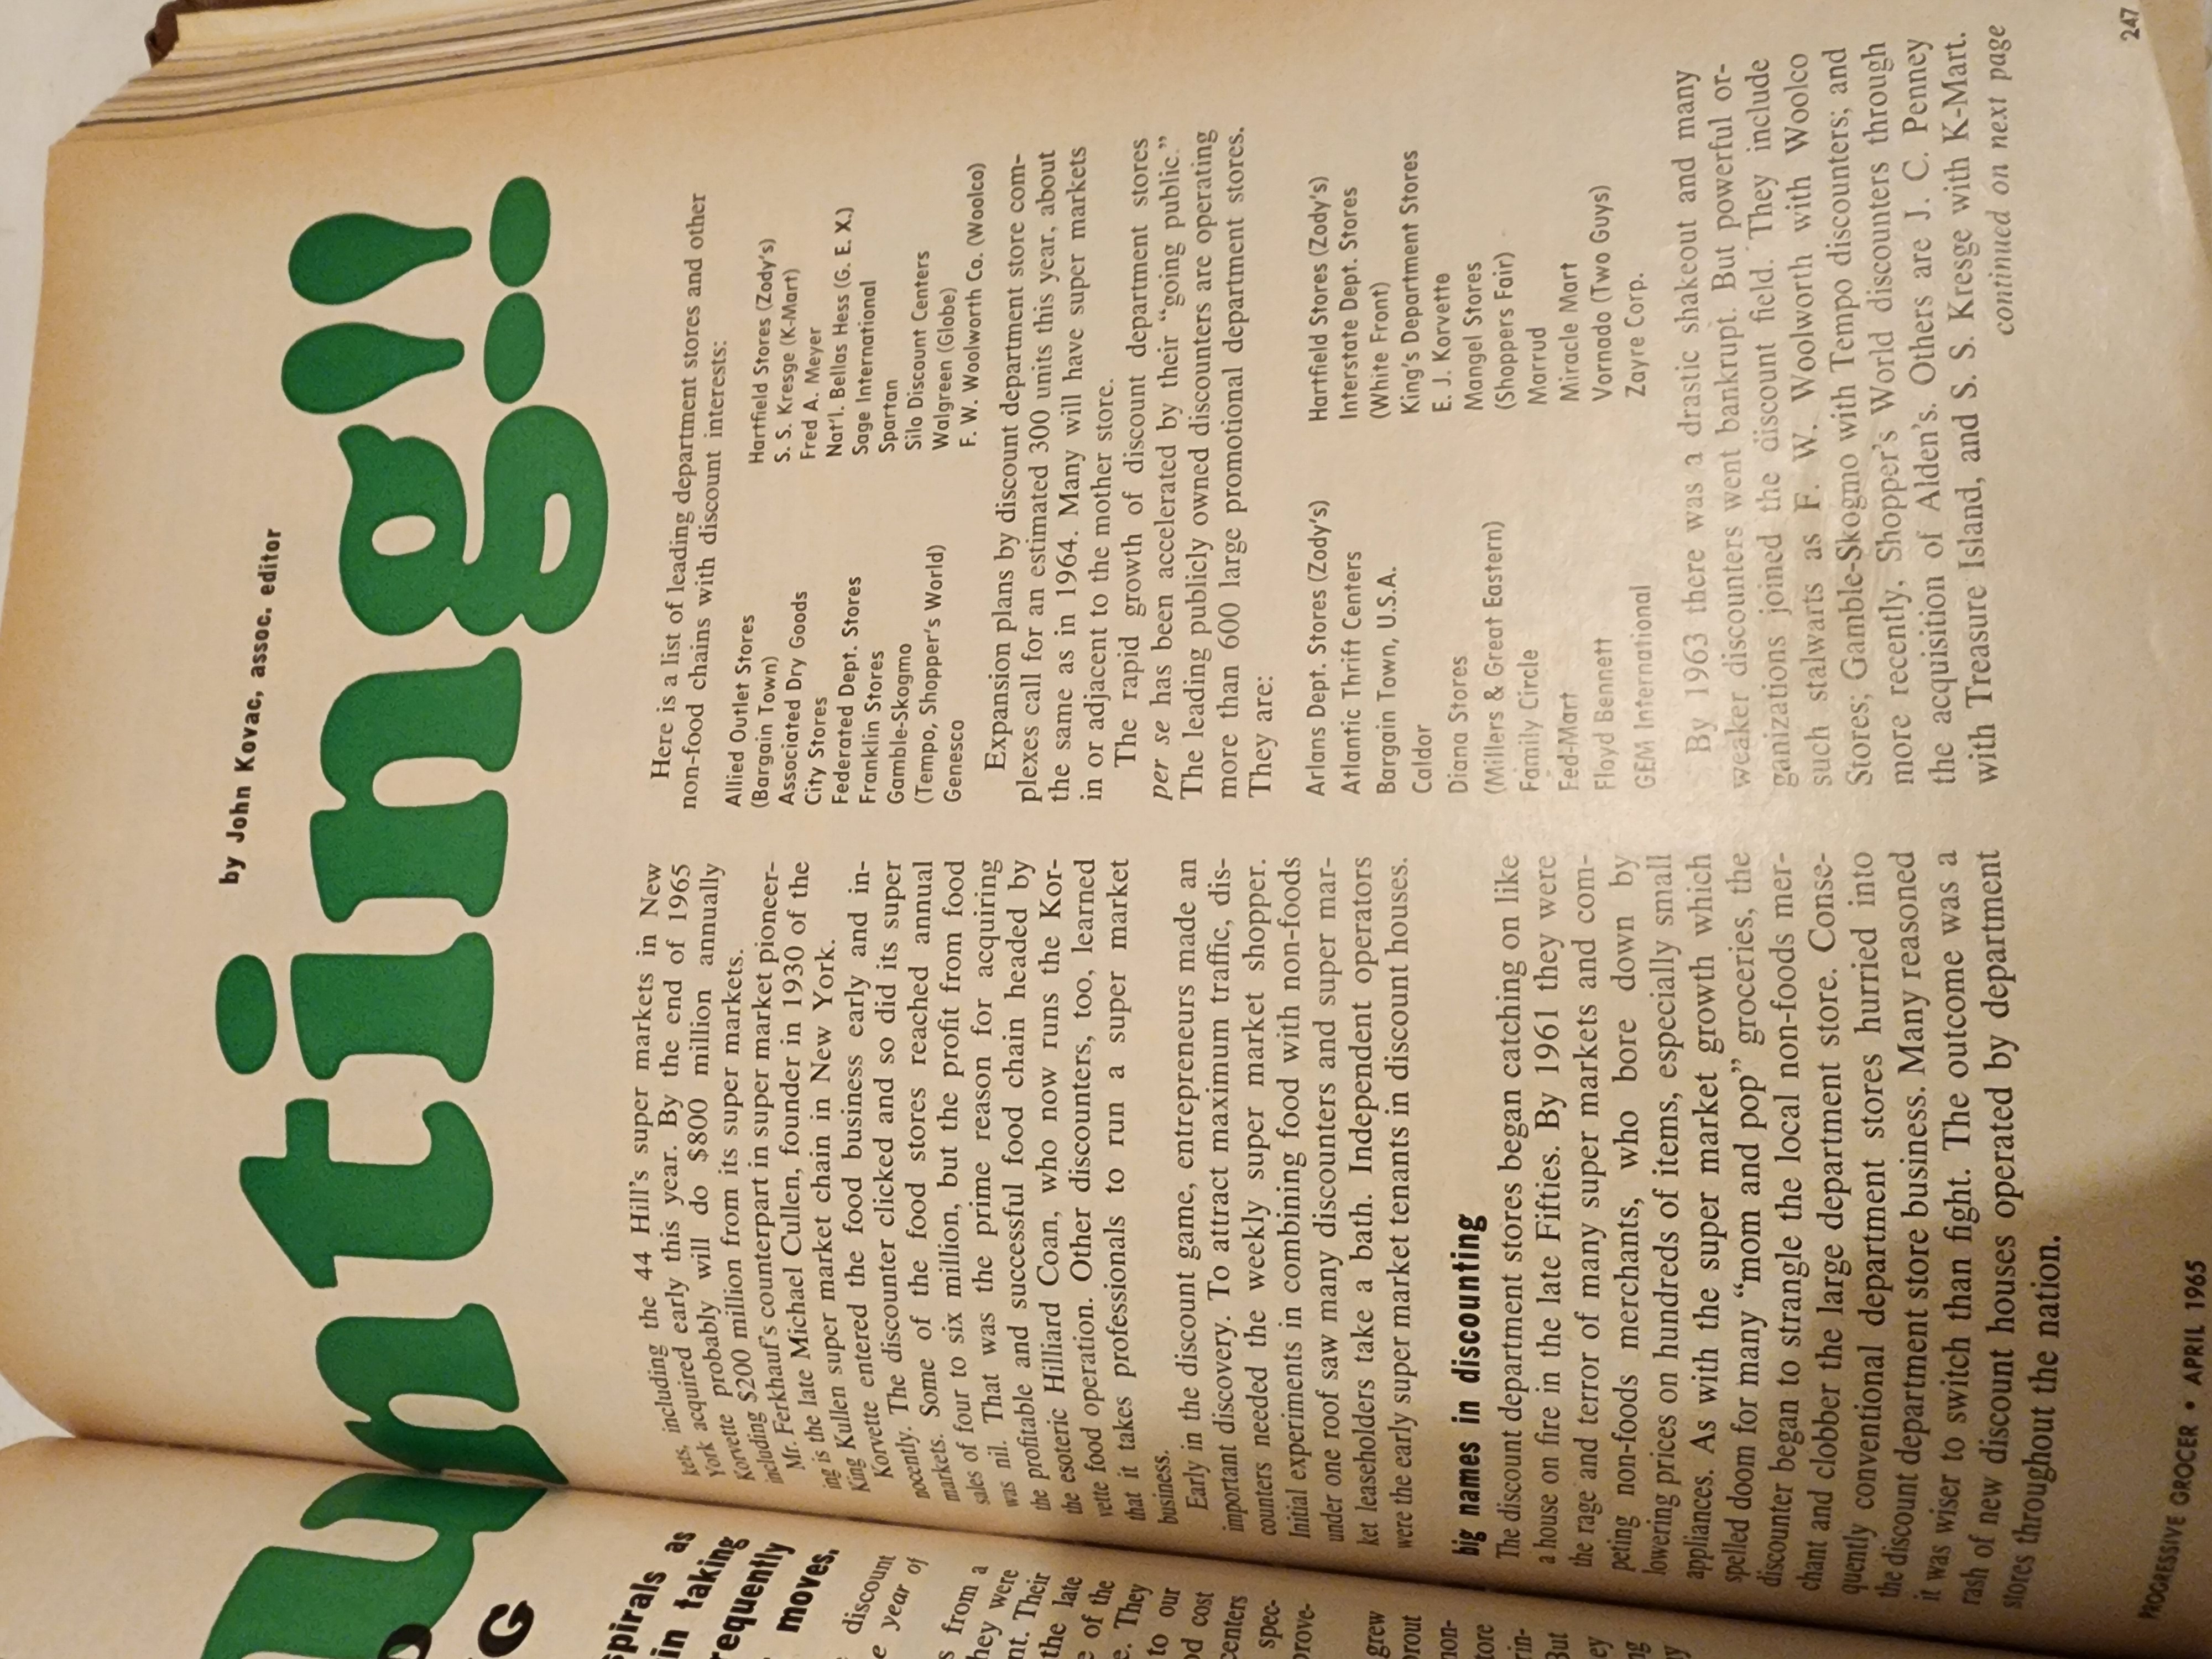 unting!!
by John Kovac, assoc. editor
spirals as
in taking
requently
moves.
discount
year of
s from a
hey were
nt. Their
the late
e of the
e. They
to our
od cost
centers
spec-
prove-
grew
prout
non-
tore
rin-
But
ey
ng
kets, including the 44 Hill's super markets in New
York acquired early this year. By the end of 1965
Korvette probably will do $800 million annually
including $200 million from its super markets.
Mr. Ferkhauf's counterpart in super market pioneer-
ing is the late Michael Cullen, founder in 1930 of the
King Kullen super market chain in New York.
Korvette entered the food business early and in-
nocently. The discounter clicked and so did its super
markets. Some of the food stores reached annual
sales of four to six million, but the profit from food
was nil. That was the prime reason for acquiring
the profitable and successful food chain headed by
the esoteric Hilliard Coan, who now runs the Kor-
vette food operation. Other discounters, too, learned
that it takes professionals to run a super market
business.
Early in the discount game, entrepreneurs made an
important discovery. To attract maximum traffic, dis-
counters needed the weekly super market shopper.
Initial experiments in combining food with non-foods
under one roof saw many discounters and super mar-
ket leaseholders take a bath. Independent operators
were the early super market tenants in discount houses.
big names in discounting
The discount department stores began catching on like
a house on fire in the late Fifties. By 1961 they were
the rage and terror of many super markets and com-
peting non-foods merchants, who bore down by
lowering prices on hundreds of items, especially small
appliances. As with the super market growth which
spelled doom for many "mom and pop" groceries, the
discounter began to strangle the local non-foods mer-
chant and clobber the large department store. Conse-
quently conventional department stores hurried into
the discount department store business. Many reasoned
it was wiser to switch than fight. The outcome was a
rash of new discount houses operated by department
stores throughout the nation.
Here is a list of leading department stores and other
non-food chains with discount interests:
Allied Outlet Stores
(Bargain Town)
Associated Dry Goods
City Stores
Federated Dept. Stores
Franklin Stores
Gamble-Skogmo
(Tempo, Shopper's World)
Genesco
Hartfield Stores (Zody's)
S. S. Kresge (K-Mart)
Fred A. Meyer
Nat'l. Bellas Hess (G. E. X.)
Sage International
Spartan
Silo Discount Centers
Walgreen (Globe)
F. W. Woolworth Co. (Woolco)
Expansion plans by discount department store com-
plexes call for an estimated 300 units this year, about
the same as in 1964. Many will have super markets
in or adjacent to the mother store.
The rapid growth of discount department stores
per se has been accelerated by their "going public."
The leading publicly owned discounters are operating
more than 600 large promotional department stores.
They are:
Arlans Dept. Stores (Zody's)
Atlantic Thrift Centers
Bargain Town, U.S.A.
Caldor
Diana Stores
(Millers & Great Eastern)
Family Circle
Fed-Mart
Floyd Bennett
GEM International
Hartfield Stores (Zody's)
Interstate Dept. Stores
(White Front)
King's Department Stores
E. J. Korvette
Mangel Stores
(Shoppers Fair)
Marrud
Miracle Mart
Vornado (Two Guys)
Zayre Corp.
By 1963 there was a drastic shakeout and many
weaker discounters went bankrupt. But powerful or-
ganizations joined the discount field. They include
such stalwarts as F. W. Woolworth with Woolco
Stores; Gamble-Skogmo with Tempo discounters; and
more recently, Shopper's World discounters through
the acquisition of Alden's. Others are J. C. Penney
with Treasure Island, and S. S. Kresge with K-Mart.
continued on next page
PROGRESSIVE GROCER • APRIL 1965
247